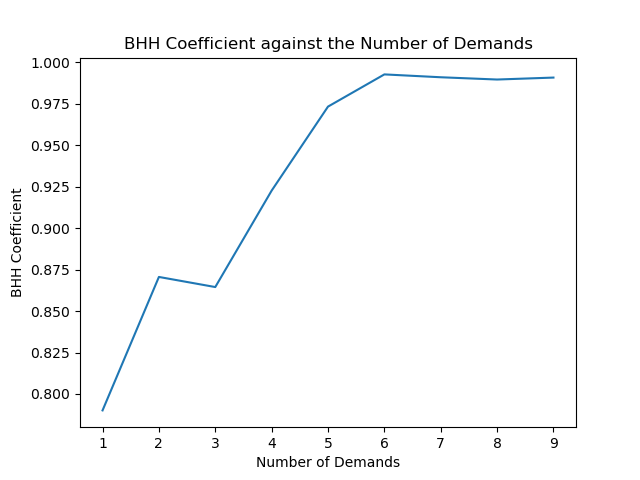 BHH Coefficient against the Number of Demands
1.000
0.975
0.950
0.925
0.900
0.875
0.850
0.825
0.800
BHH Coefficient
1 2 3 4 5 6 7 8 9
Number of Demands